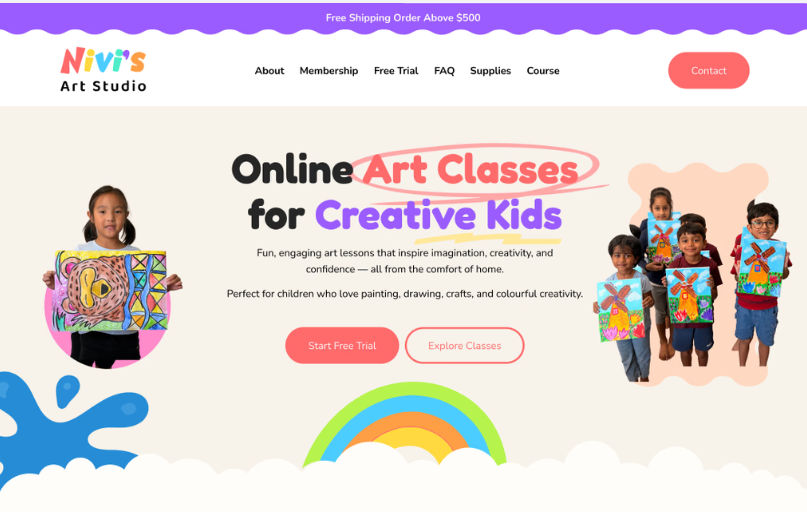 Free Shipping Order Above $500
Nivi's
Art Studio
About Membership Free Trial FAQ Supplies Course
Contact
Online Art Classes
for Creative Kids
Fun, engaging art lessons that inspire imagination, creativity, and
confidence — all from the comfort of home.
Perfect for children who love painting, drawing, crafts, and colourful creativity.
Start Free Trial
Explore Classes